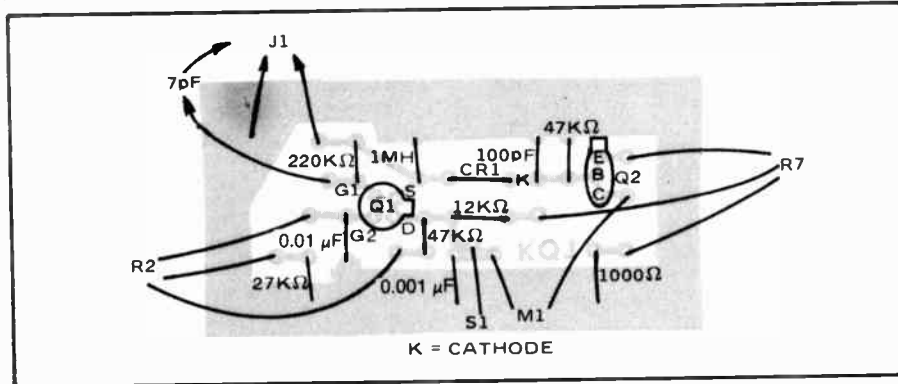 J1
7pF
47KΩ
220KΩ
1MH
100pF
CR1
K
E
B
C
Q2
R7
G1
S
Q1
12KΩ
D
0.01 µF
G2
47KΩ
R2
27KΩ
0.001 µF
1000Ω
S1
M1
K = CATHODE